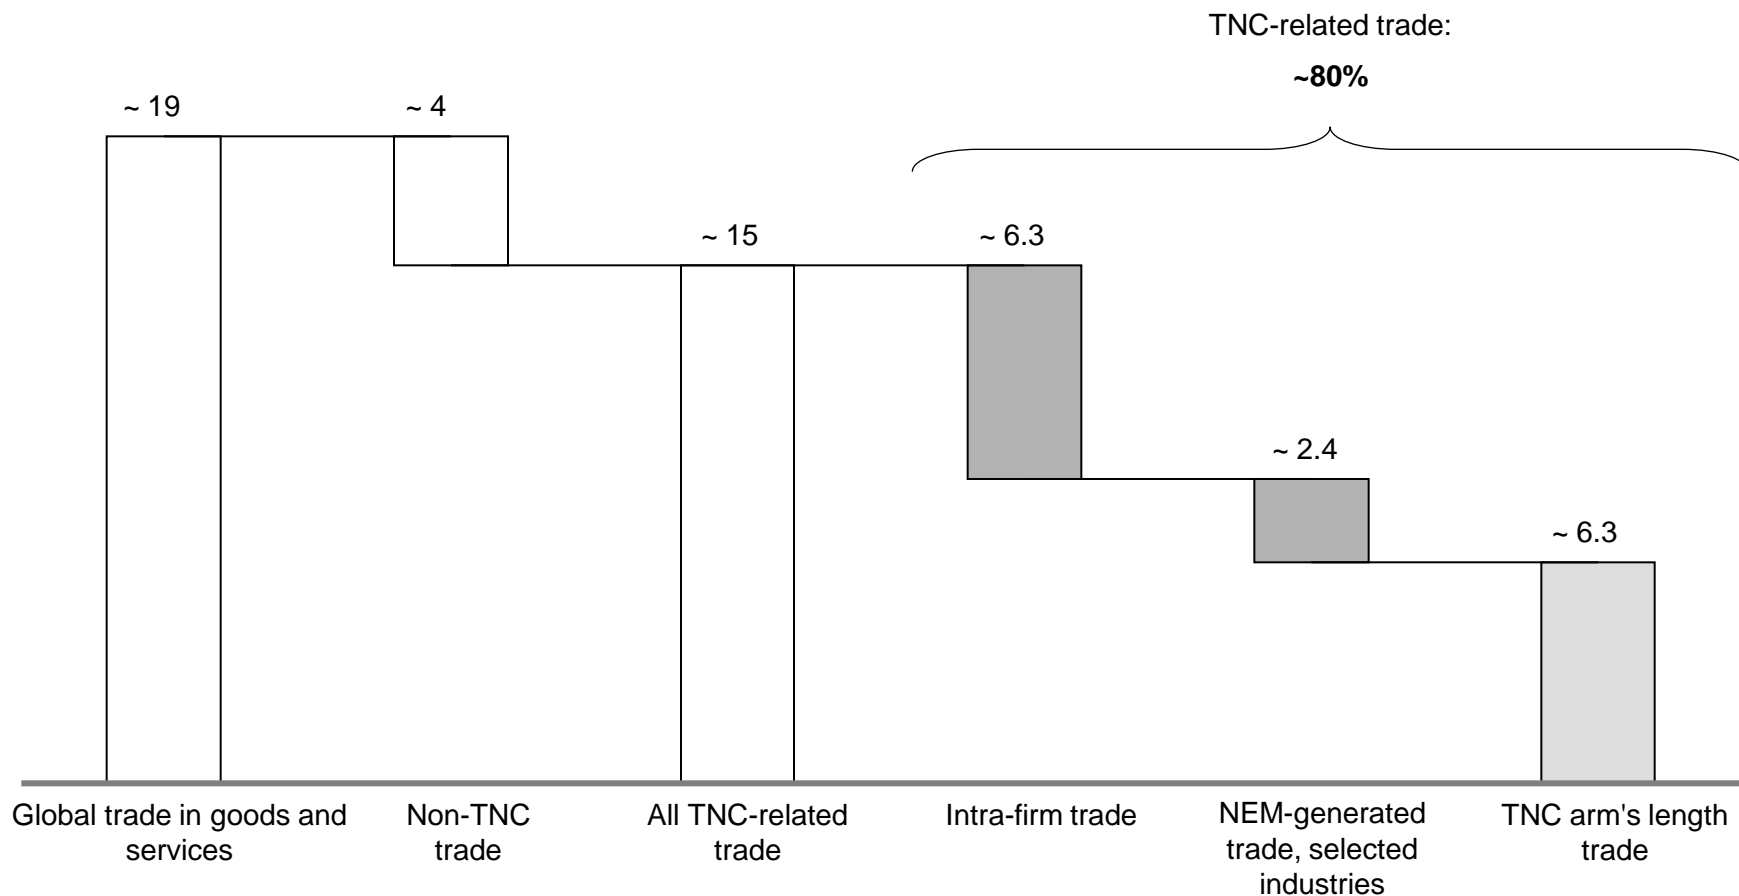 TNC-related trade:
~80%
~ 19
~ 4
~ 15
~ 6.3
~ 2.4
~ 6.3
Global trade in goods and
services
Non-TNC
trade
All TNC-related
trade
Intra-firm trade
NEM-generated
trade, selected
industries
TNC arm's length
trade